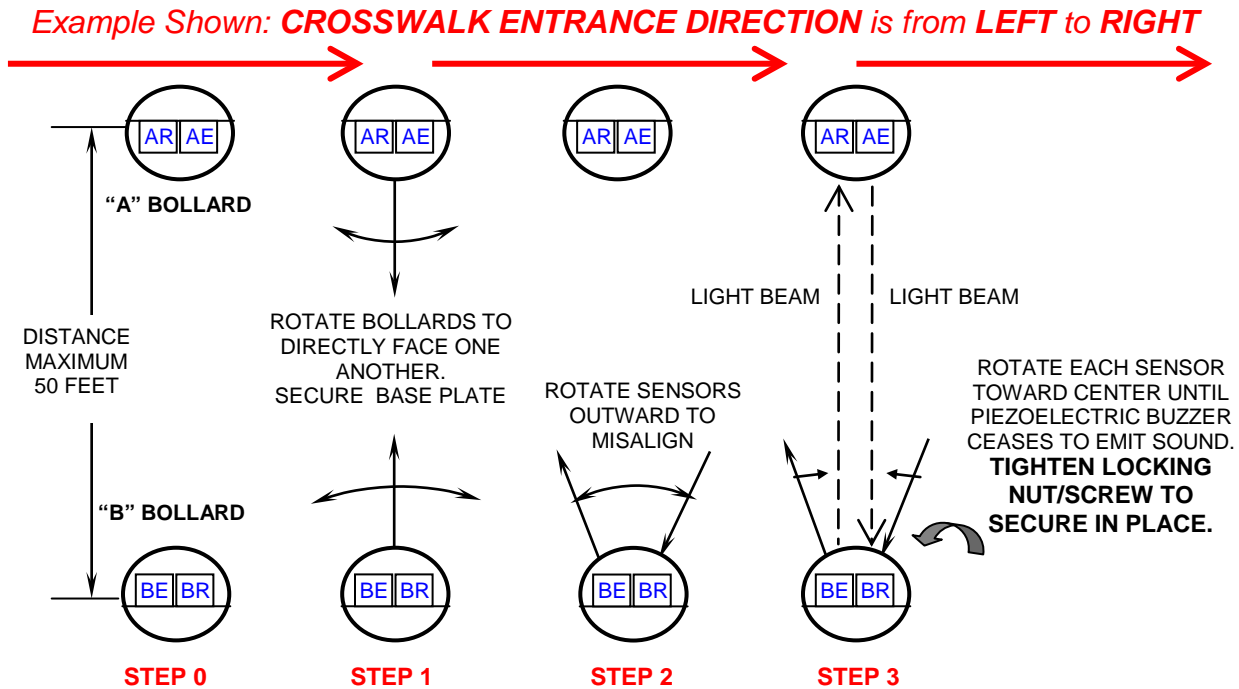 Example Shown: CROSSWALK ENTRANCE DIRECTION is from LEFT to RIGHT
AR AE
AR AE
AR AE
AR AE
“A” BOLLARD
DISTANCE
MAXIMUM
50 FEET
“B” BOLLARD
ROTATE BOLLARDS TO
DIRECTLY FACE ONE
ANOTHER.
SECURE BASE PLATE
ROTATE SENSORS
OUTWARD TO
MISALIGN
LIGHT BEAM
LIGHT BEAM
ROTATE EACH SENSOR
TOWARD CENTER UNTIL
PIEZOELECTRIC BUZZER
CEASES TO EMIT SOUND.
TIGHTEN LOCKING
NUT/SCREW TO
SECURE IN PLACE.
BE BR
BE BR
BE BR
BE BR
STEP 0
STEP 1
STEP 2
STEP 3